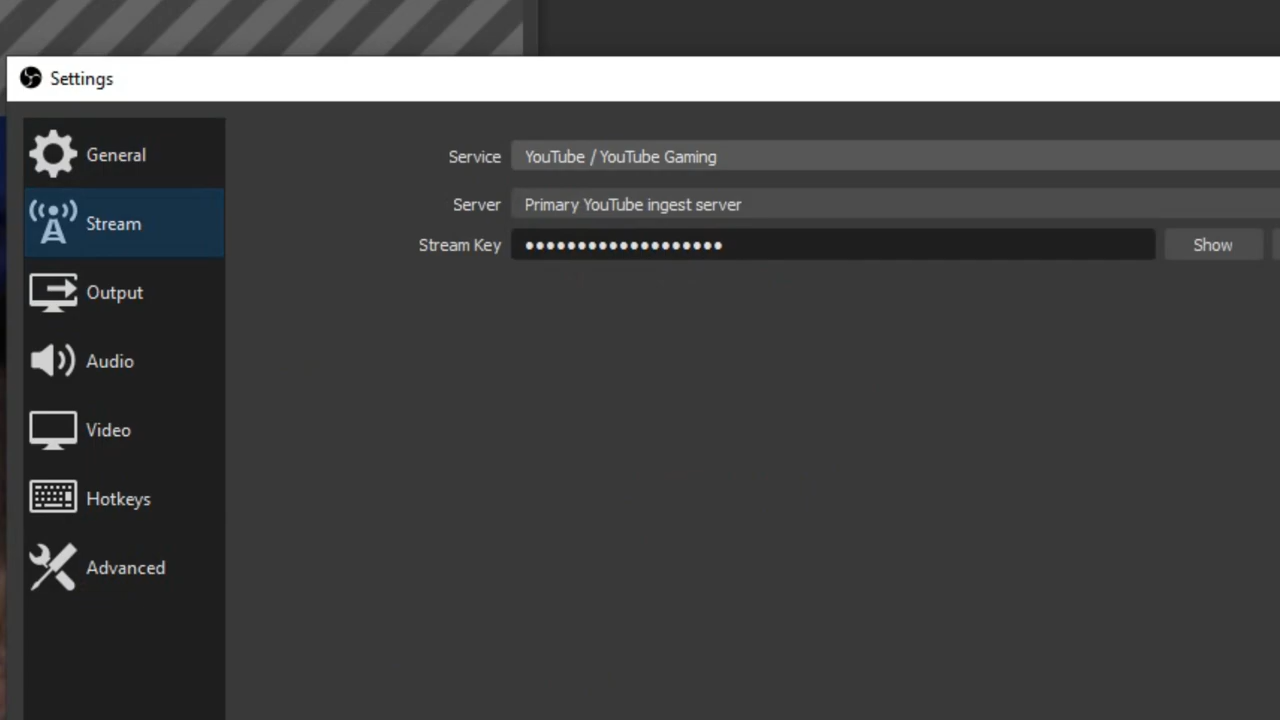 Settings
General
Stream
Output
Audio
Video
Hotkeys
Advanced
Service YouTube / YouTube Gaming
Server Primary YouTube ingest server
Stream Key ●●●●●●●●●●●●●●●●●●● Show